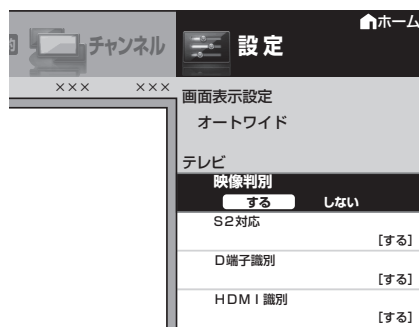 ホーム
チャンネル 設定
××× ×××
画面表示設定
オートワイド
テレビ
映像判別
する しない
S2対応
[する]
D端子識別
[する]
HDMI識別
[する]